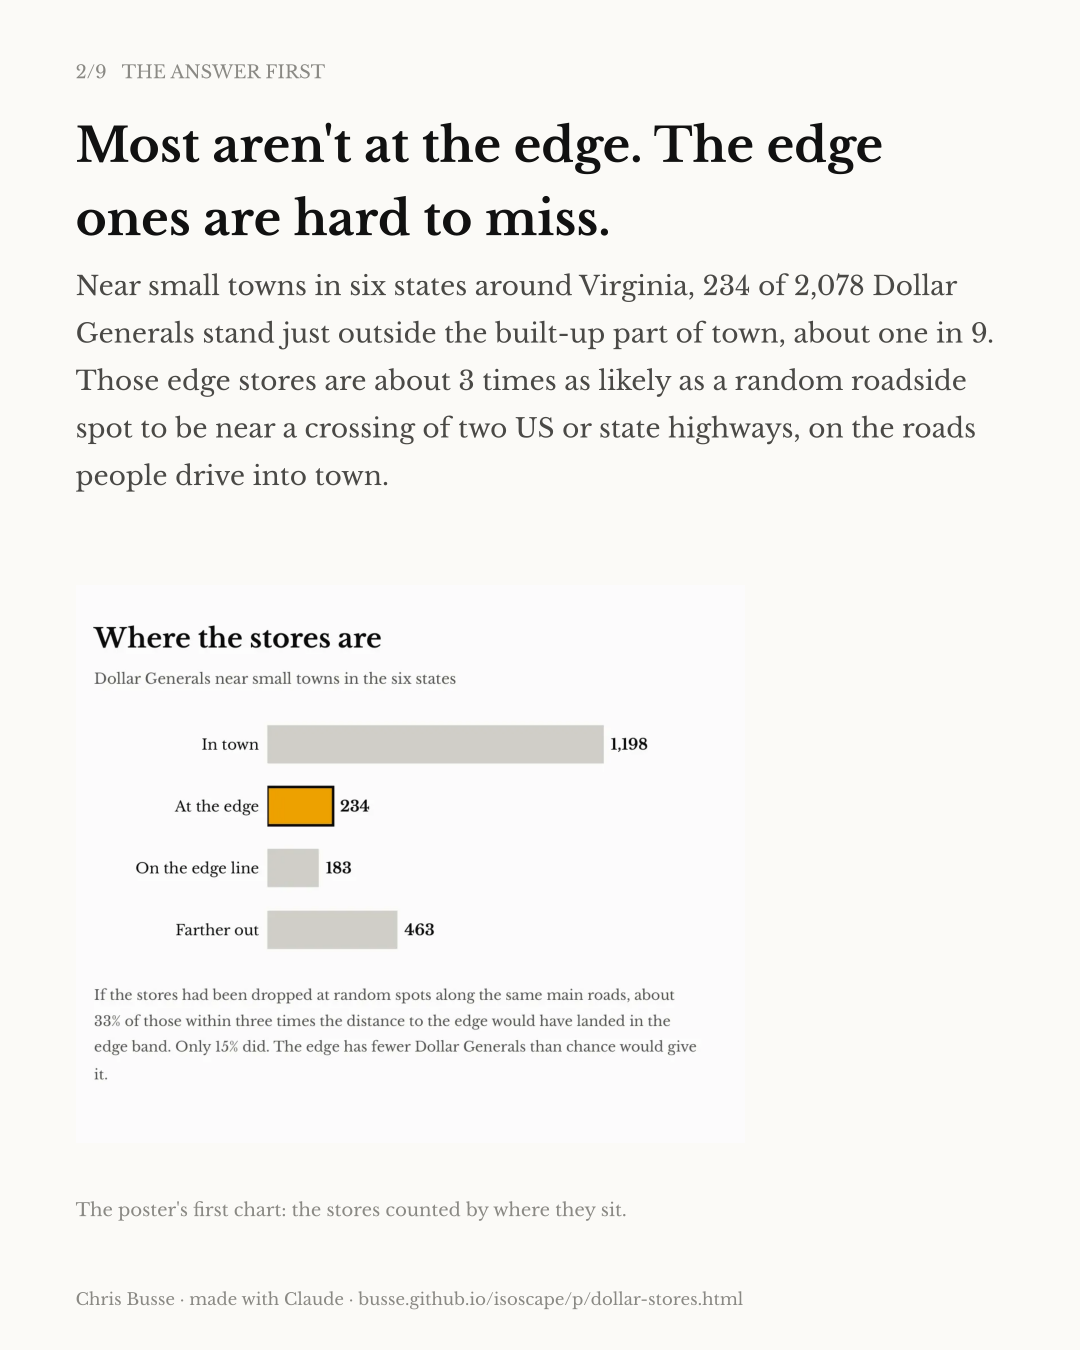 2/9 THE ANSWER FIRST
Most aren't at the edge. The edge
ones are hard to miss.
Near small towns in six states around Virginia, 234 of 2,078 Dollar
Generals stand just outside the built-up part of town, about one in 9.
Those edge stores are about 3 times as likely as a random roadside
spot to be near a crossing of two US or state highways, on the roads
people drive into town.
Where the stores are
Dollar Generals near small towns in the six states
In town 1,198
At the edge 234
On the edge line 183
Farther out 463
If the stores had been dropped at random spots along the same main roads, about
33% of those within three times the distance to the edge would have landed in the
edge band. Only 15% did. The edge has fewer Dollar Generals than chance would give
it.
The poster's first chart: the stores counted by where they sit.
Chris Busse · made with Claude · busse.github.io/isoscape/p/dollar-stores.html